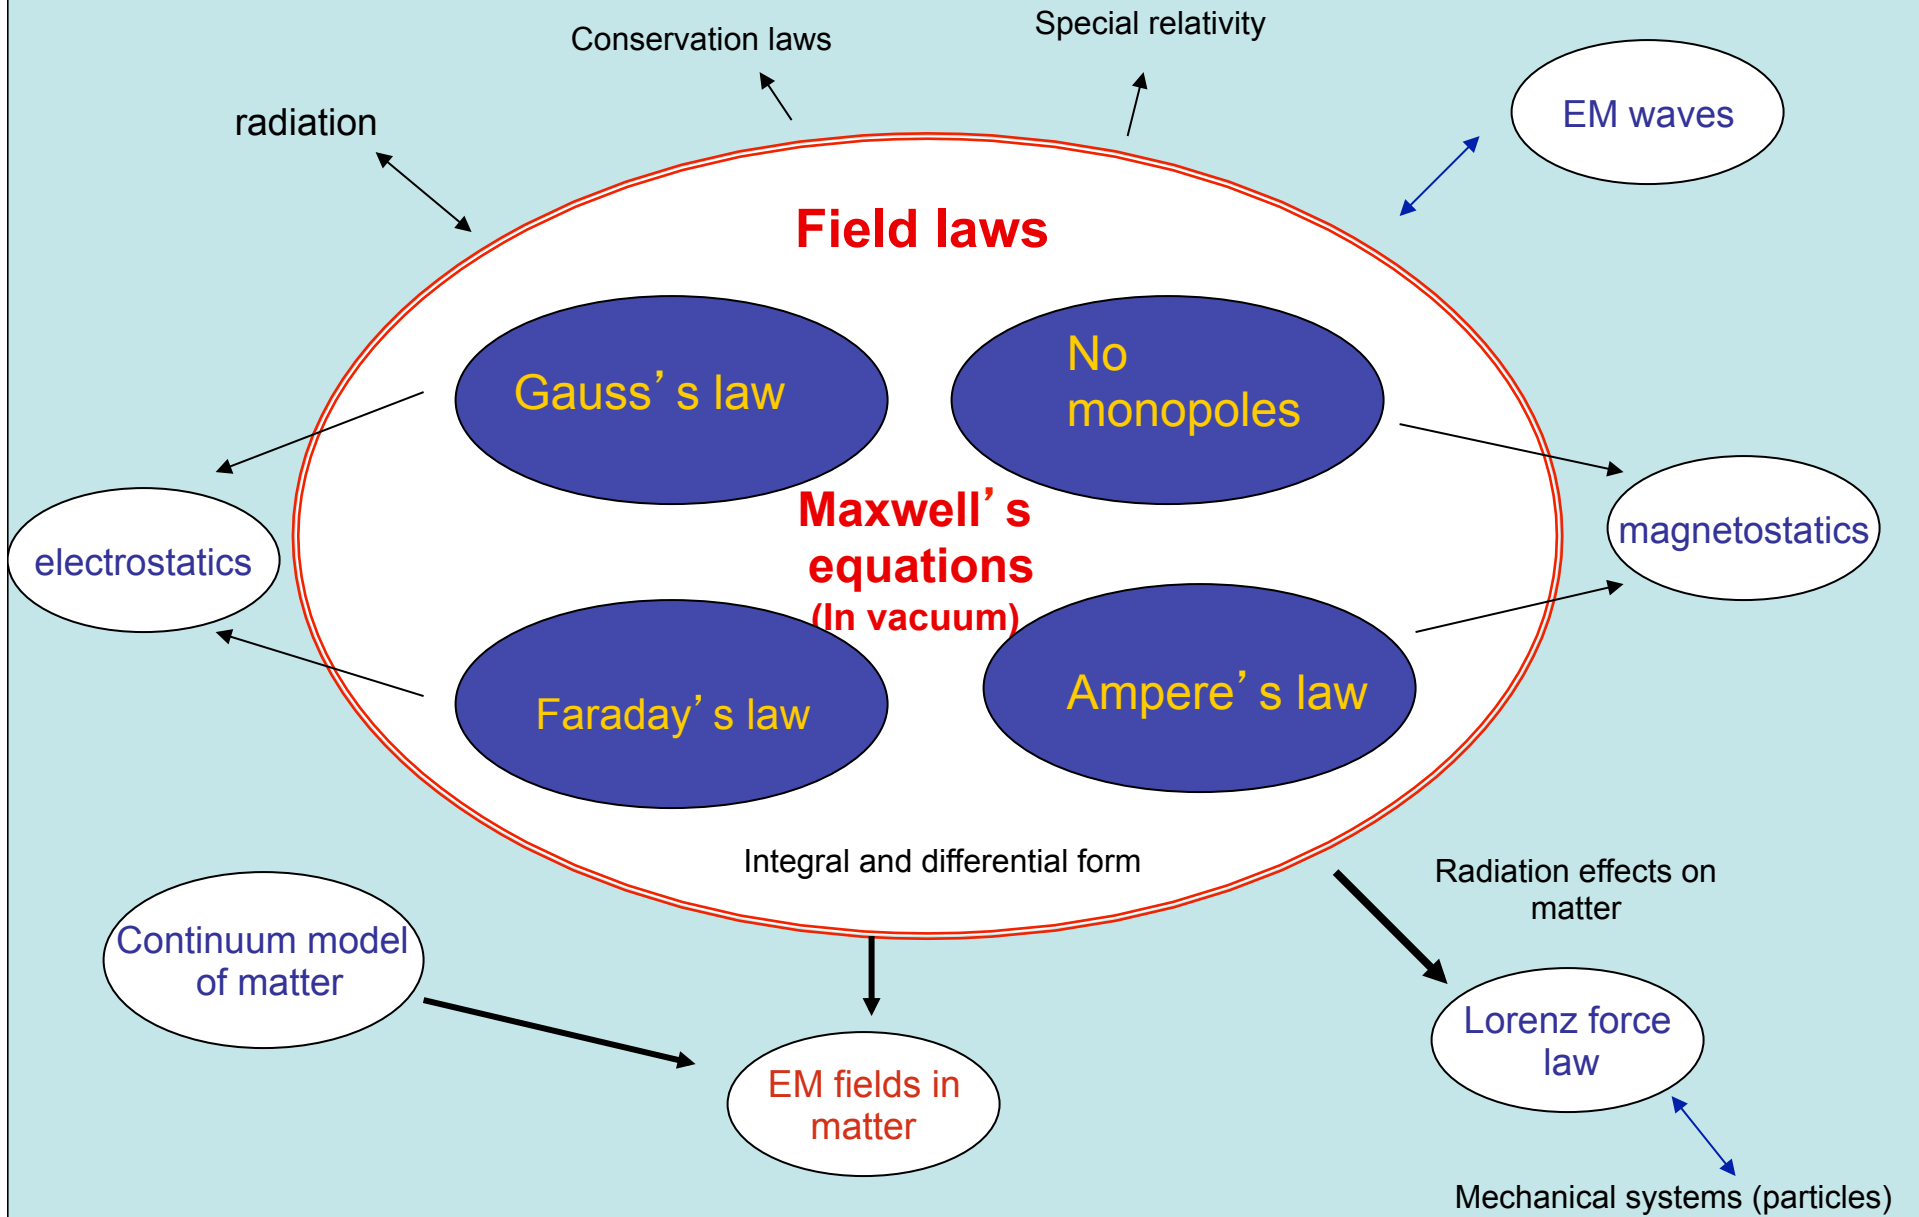 Conservation laws
Special relativity
radiation
EM waves
Field laws
Gauss’s law
No
monopoles
Maxwell’s
equations
(In vacuum)
electrostatics
magnetostatics
Faraday’s law
Ampere’s law
Integral and differential form
Radiation effects on
matter
Continuum model
of matter
Lorenz force
law
EM fields in
matter
Mechanical systems (particles)